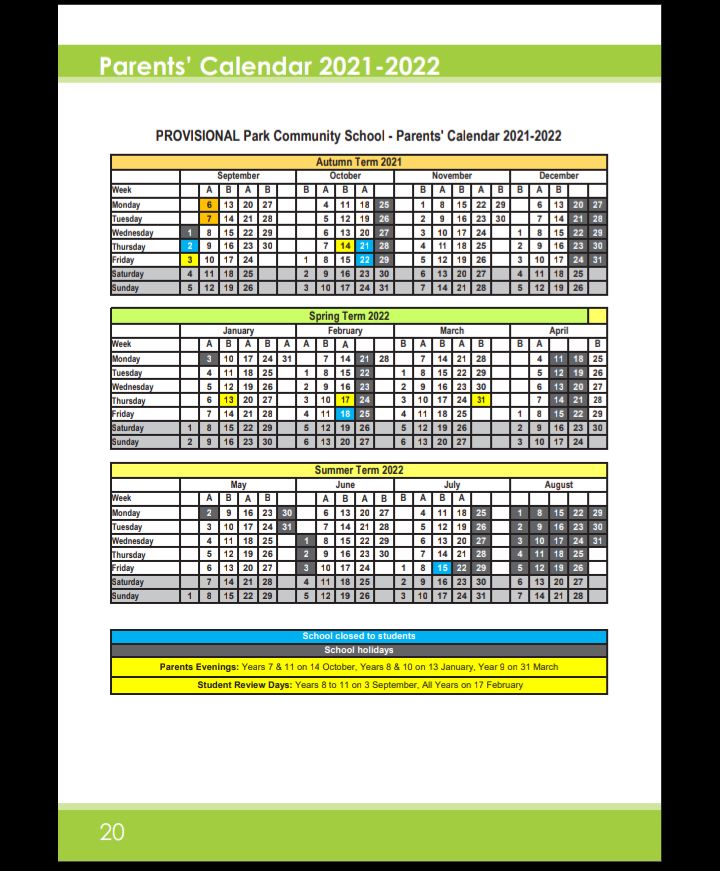 Parents' Calendar 2021-2022
PROVISIONAL Park Community School - Parents' Calendar 2021-2022
Autumn Term 2021
September October November December
Week A B A B B A B A B A B A B B A B
Monday 6 13 20 27 4 11 18 25 1 8 15 22 29 6 13 20 27
Tuesday 7 14 21 28 5 12 19 26 2 9 16 23 30 7 14 21 28
Wednesday 1 8 15 22 29 6 13 20 27 3 10 17 24 1 8 15 22 29
Thursday 2 9 16 23 30 7 14 21 28 4 11 18 25 2 9 16 23 30
Friday 3 10 17 24 1 8 15 22 29 5 12 19 26 3 10 17 24 31
Saturday 4 11 18 25 2 9 16 23 30 6 13 20 27 4 11 18 25
Sunday 5 12 19 26 3 10 17 24 31 7 14 21 28 5 12 19 26
Spring Term 2022
January February March April
Week A B A B A A B A B A B A B A B
Monday 3 10 17 24 31 7 14 21 28 7 14 21 28 4 11 18 25
Tuesday 4 11 18 25 1 8 15 22 1 8 15 22 29 5 12 19 26
Wednesday 5 12 19 26 2 9 16 23 2 9 16 23 30 6 13 20 27
Thursday 6 13 20 27 3 10 17 24 3 10 17 24 31 7 14 21 28
Friday 7 14 21 28 4 11 18 25 4 11 18 25 1 8 15 22 29
Saturday 1 8 15 22 29 5 12 19 26 5 12 19 26 2 9 16 23 30
Sunday 2 9 16 23 30 6 13 20 27 6 13 20 27 3 10 17 24
Summer Term 2022
May June July August
Week A B A B A B A B B A B A
Monday 2 9 16 23 30 6 13 20 27 4 11 18 25 1 8 15 22 29
Tuesday 3 10 17 24 31 7 14 21 28 5 12 19 26 2 9 16 23 30
Wednesday 4 11 18 25 1 8 15 22 29 6 13 20 27 3 10 17 24 31
Thursday 5 12 19 26 2 9 16 23 30 7 14 21 28 4 11 18 25
Friday 6 13 20 27 3 10 17 24 1 8 15 22 29 5 12 19 26
Saturday 7 14 21 28 4 11 18 25 2 9 16 23 30 6 13 20 27
Sunday 1 8 15 22 29 5 12 19 26 3 10 17 24 31 7 14 21 28
School closed to students
School holidays
Parents Evenings: Years 7 & 11 on 14 October, Years 8 & 10 on 13 January, Year 9 on 31 March
Student Review Days: Years 8 to 11 on 3 September, All Years on 17 February
20